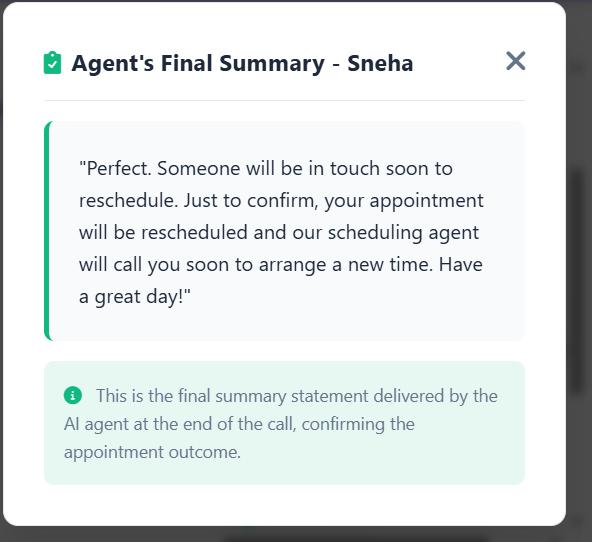 Agent's Final Summary - Sneha
"Perfect. Someone will be in touch soon to
reschedule. Just to confirm, your appointment
will be rescheduled and our scheduling agent
will call you soon to arrange a new time. Have
a great day!"
This is the final summary statement delivered by the
AI agent at the end of the call, confirming the
appointment outcome.